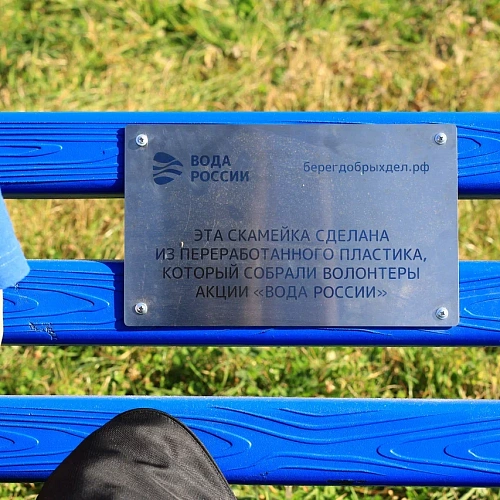 ВОДА
РОССИИ
берегдобрыхдел.рф
ЭТА СКАМЕЙКА СДЕЛАНА
ИЗ ПЕРЕРАБОТАННОГО ПЛАСТИКА,
КОТОРЫЙ СОБРАЛИ ВОЛОНТЕРЫ
АКЦИИ «ВОДА РОССИИ»